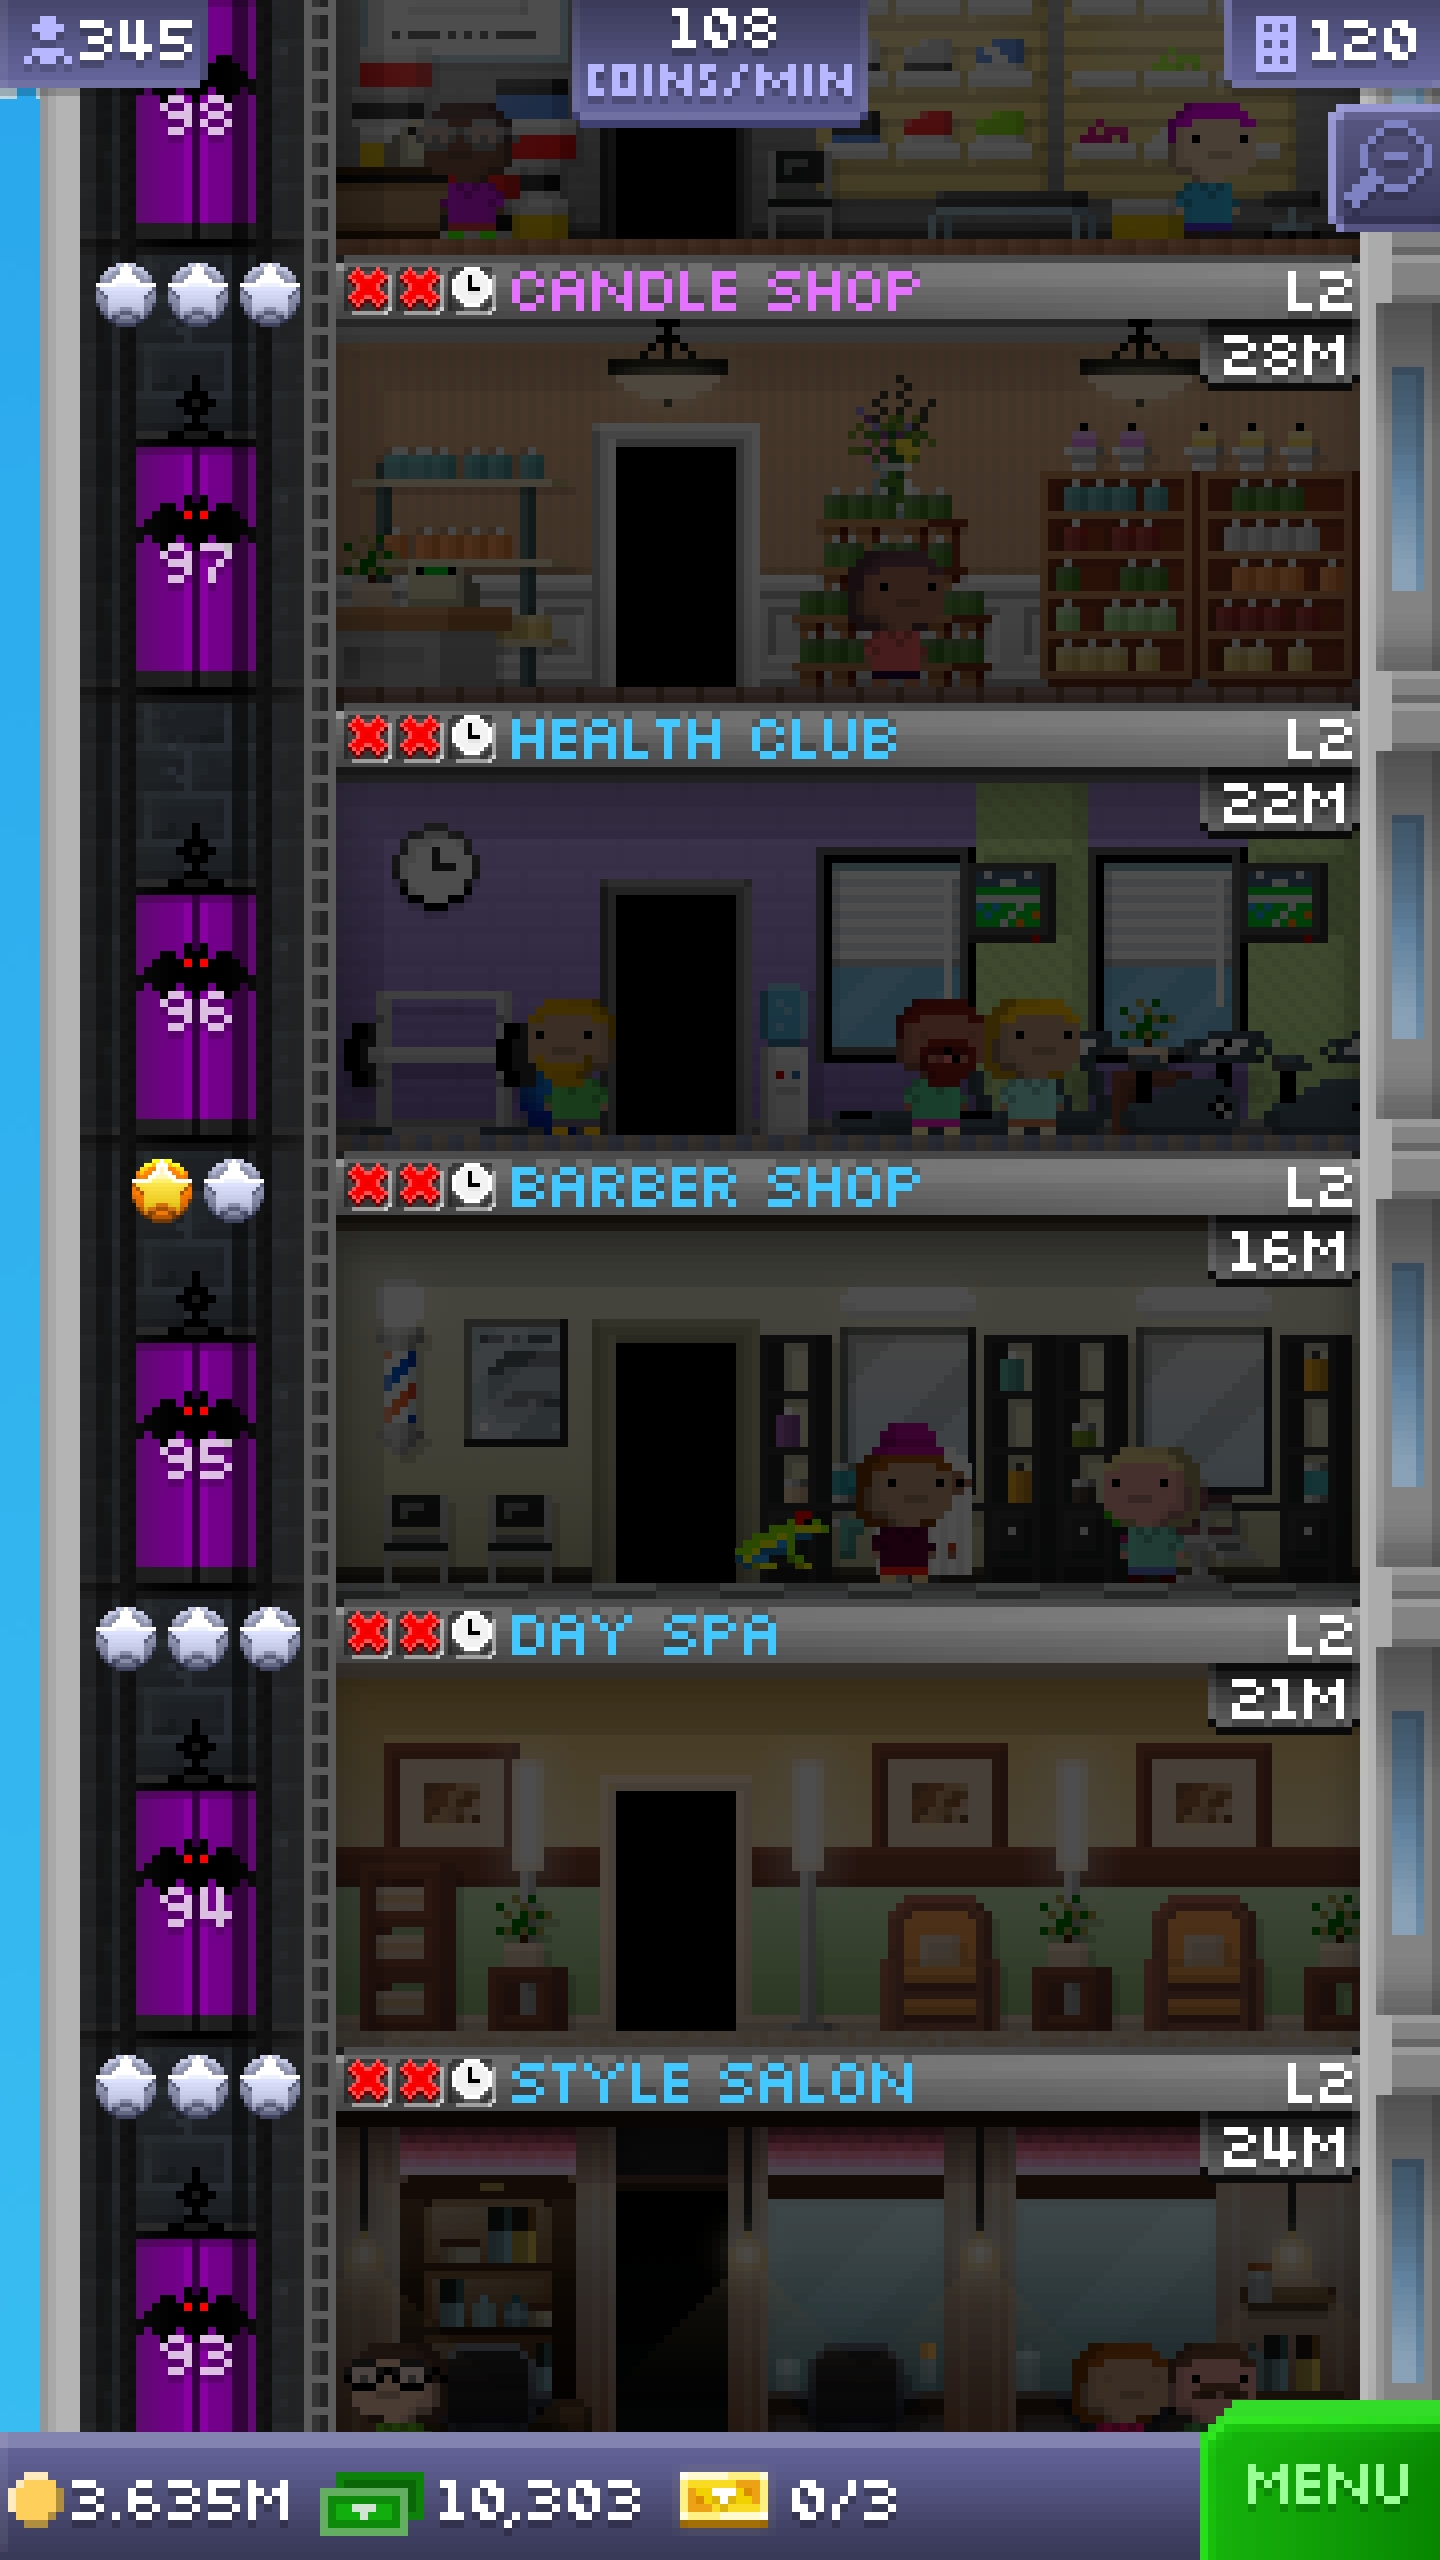 345
108
COINS/MIN
120
98
CANDLE SHOP L2
28M
97
HEALTH CLUB L2
22M
96
BARBER SHOP L2
16M
95
DAY SPA L2
21M
94
STYLE SALON L2
24M
93
3.635M 10,303 0/3 MENU